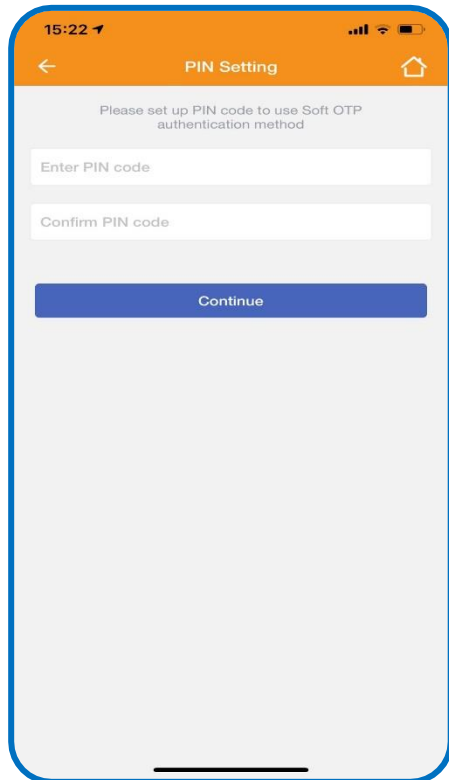 15:22
PIN Setting
Please set up PIN code to use Soft OTP
authentication method
Enter PIN code
Confirm PIN code
Continue